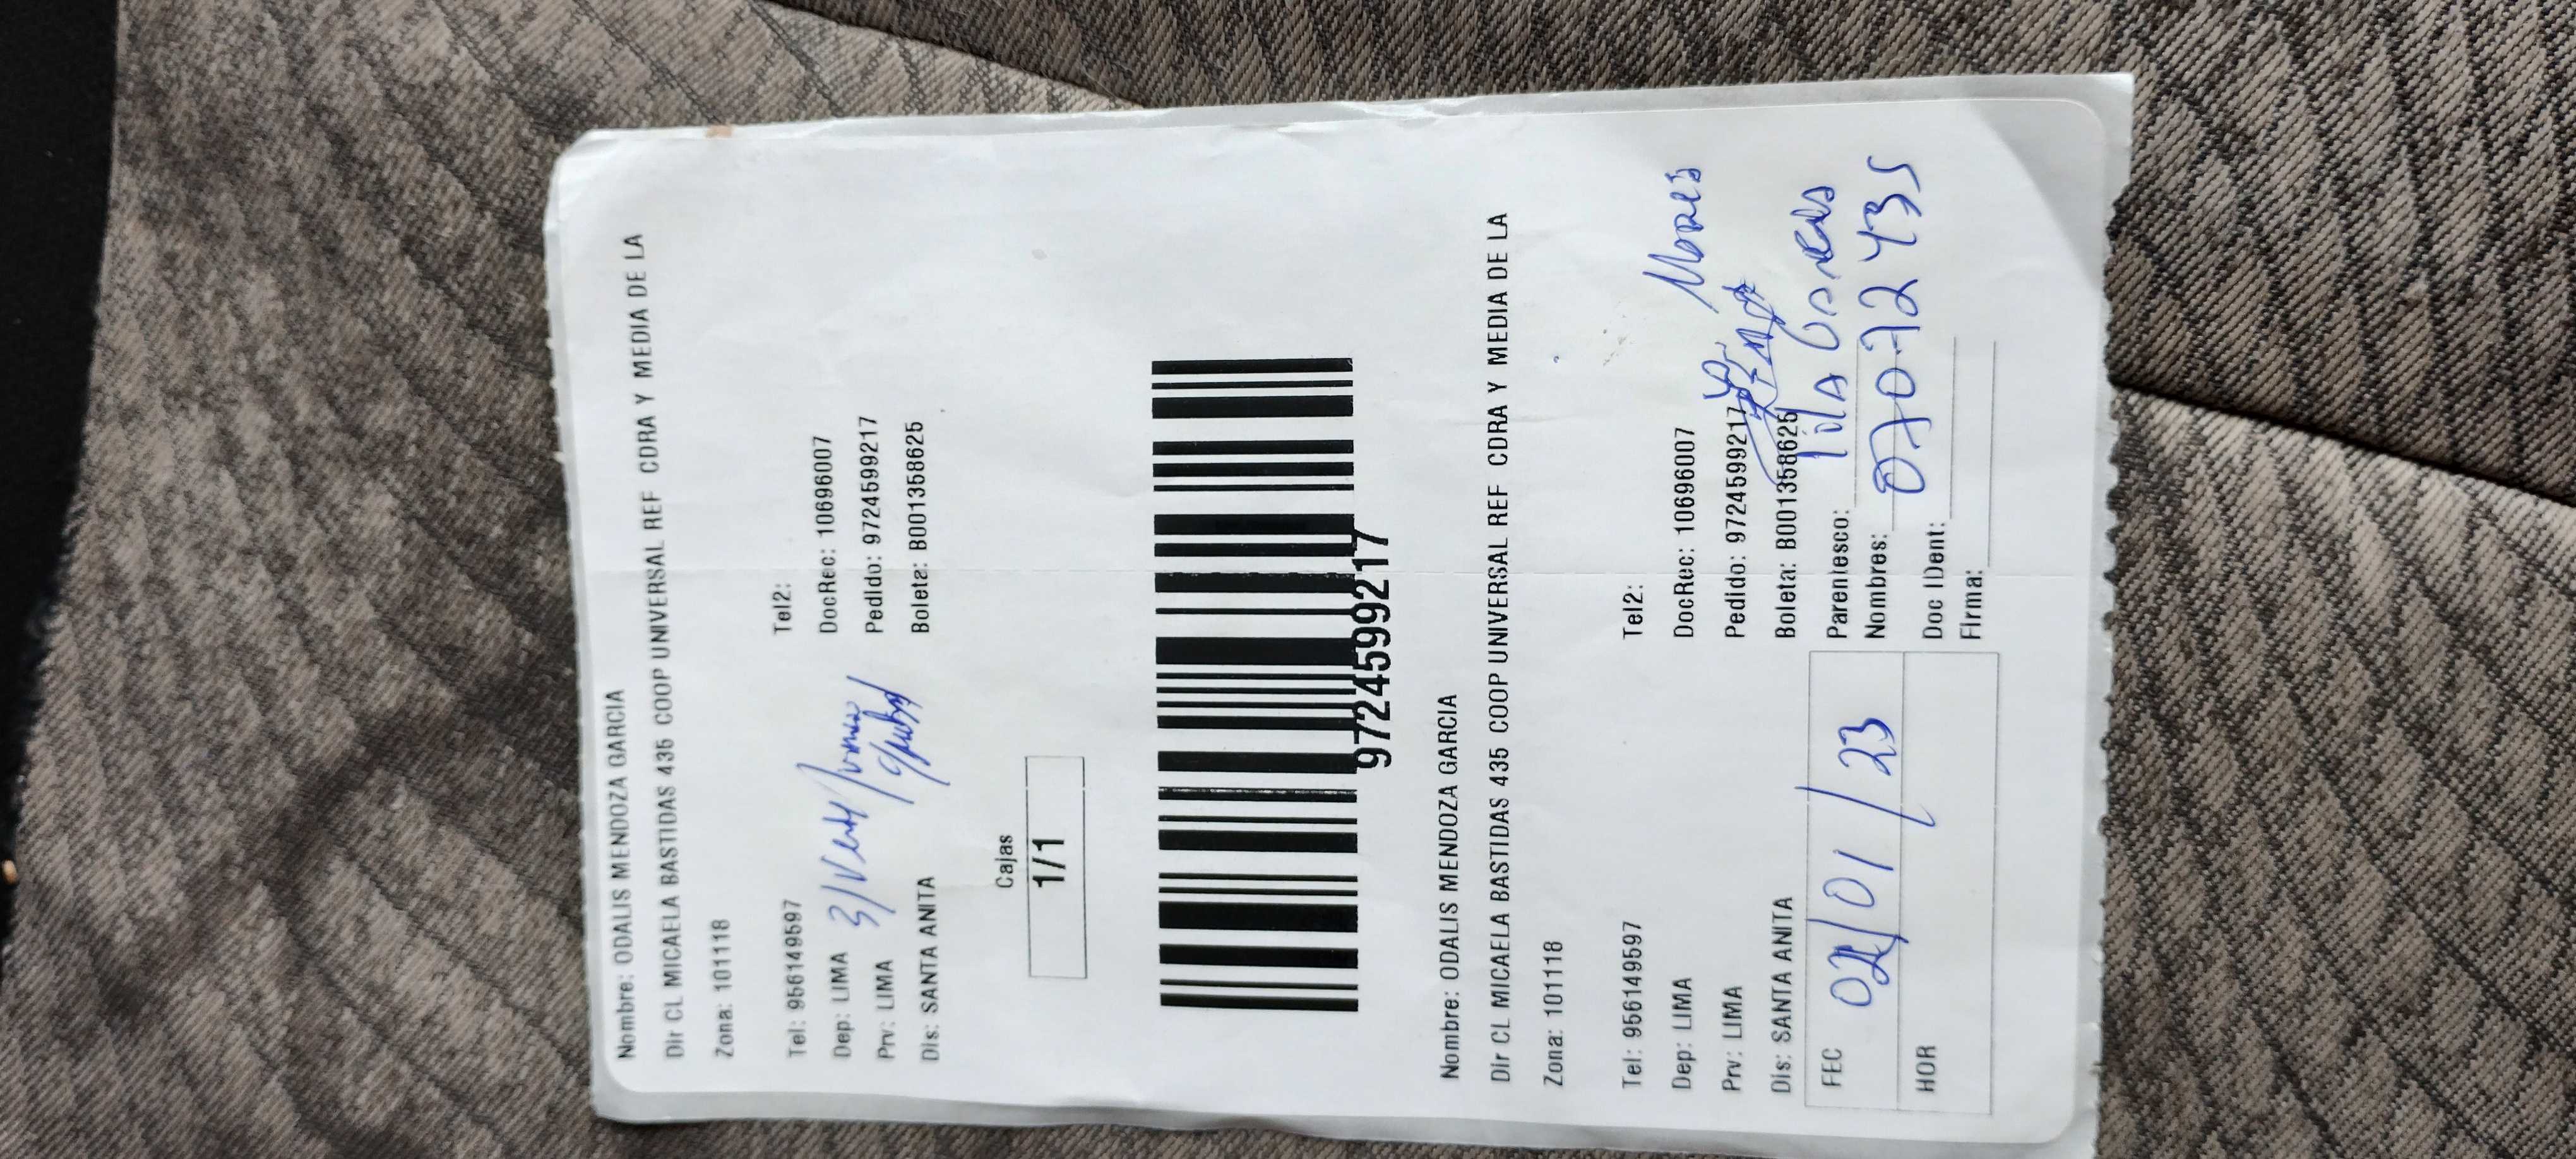 Nombre: ODALIS MENDOZA GARCIA
Dir CL MICAELA BASTIDAS 435 COOP UNIVERSAL REF CDRA Y MEDIA DE LA
Zona: 101118
Tel: 956149597 Tel2:
Dep: LIMA DocRec: 10696007
Prv: LIMA Pedido: 9724599217
Dis: SANTA ANITA Boleta: B001358625
Cajas
1/1
9724599217
Nombre: ODALIS MENDOZA GARCIA
Dir CL MICAELA BASTIDAS 435 COOP UNIVERSAL REF CDRA Y MEDIA DE LA
Zona: 101118
Tel: 956149597 Tel2:
Dep: LIMA DocRec: 10696007
Prv: LIMA Pedido: 9724599217
Dis: SANTA ANITA Boleta: B001358625
FEC 02/01/23 Parentesco:
Nombres: 07072435
HOR Doc IDent:
Firma: